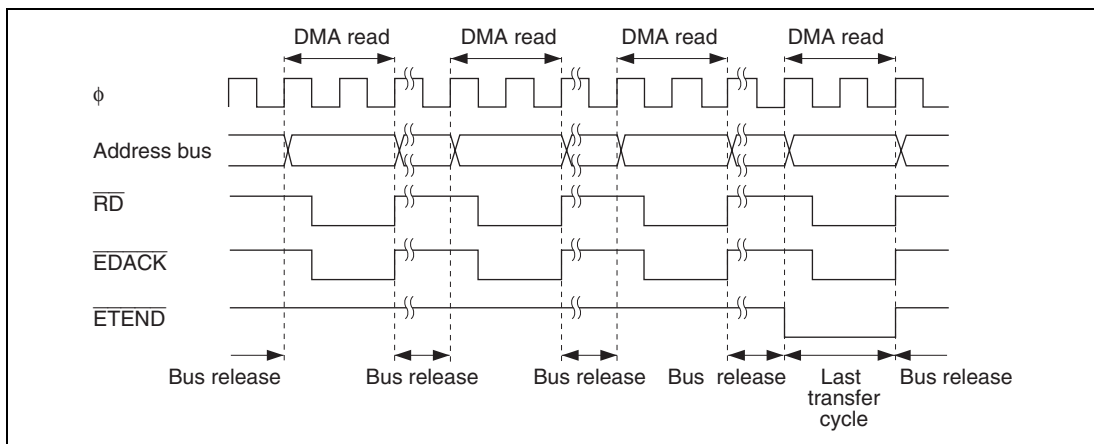 DMA read DMA read DMA read DMA read
ϕ
Address bus
RD
EDACK
ETEND
Bus release Bus release Bus release Bus release Last transfer cycle Bus release